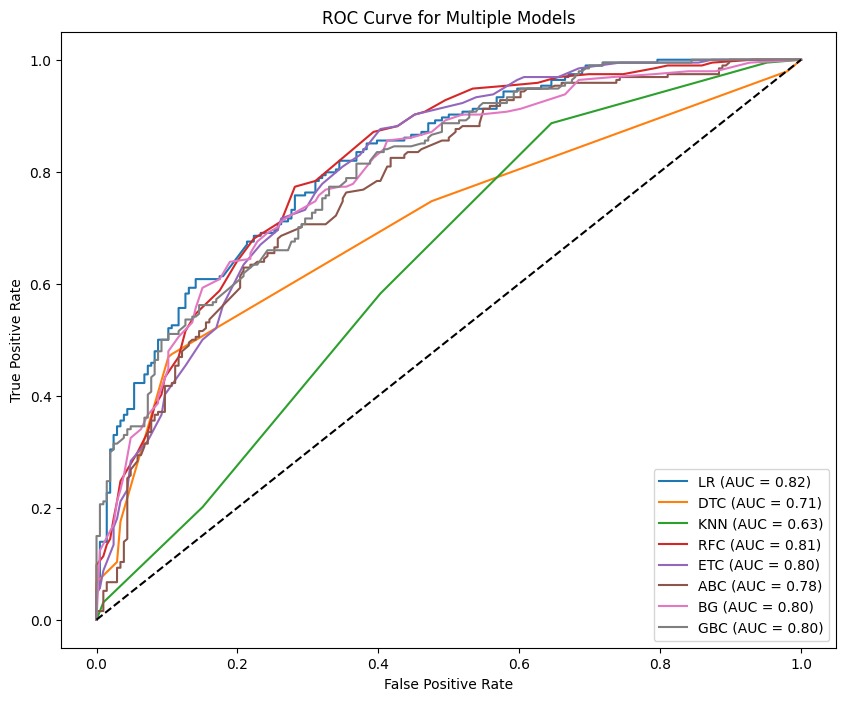 ROC Curve for Multiple Models
True Positive Rate
1.0
0.8
0.6
0.4
0.2
0.0
LR (AUC = 0.82)
DTC (AUC = 0.71)
KNN (AUC = 0.63)
RFC (AUC = 0.81)
ETC (AUC = 0.80)
ABC (AUC = 0.78)
BG (AUC = 0.80)
GBC (AUC = 0.80)
0.0 0.2 0.4 0.6 0.8 1.0
False Positive Rate